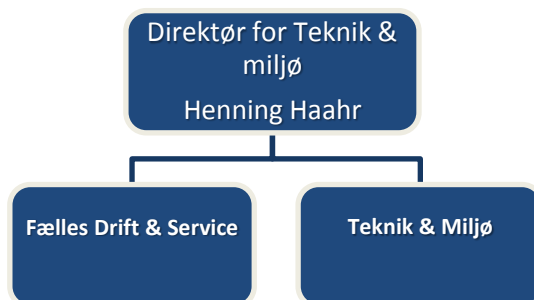 Direktør for Teknik &
miljø
Henning Haahr
Fælles Drift & Service
Teknik & Miljø